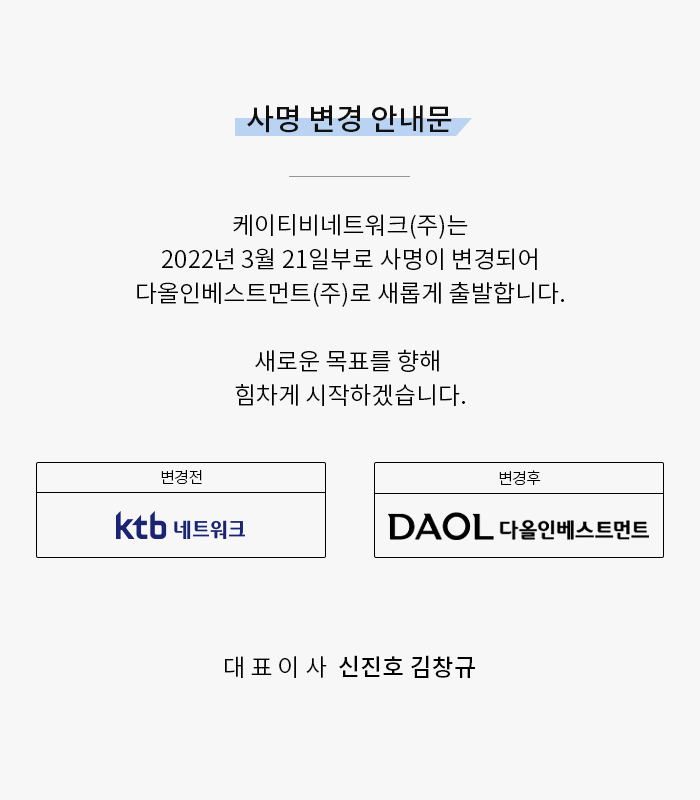 사명 변경 안내문
케이티비네트워크(주)는
2022년 3월 21일부로 사명이 변경되어
다올인베스트먼트(주)로 새롭게 출발합니다.
새로운 목표를 향해
힘차게 시작하겠습니다.
변경전
ktb 네트워크
변경후
DAOL 다올인베스트먼트
대 표 이 사 신진호 김창규